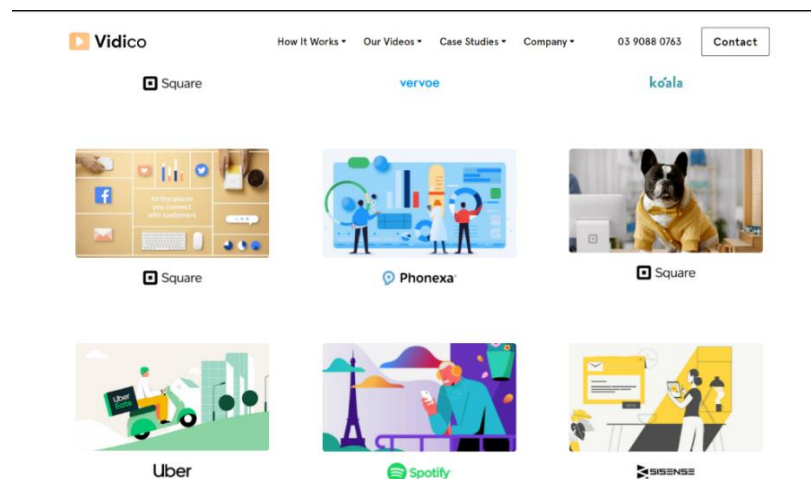 Vidico
How It Works
Our Videos
Case Studies
Company
03 9088 0763
Contact
Square
vervoe
koala
All the places
you connect
with customers
Square
Phonexa
Square
Uber
Eats
Uber
Spotify
SISENSE